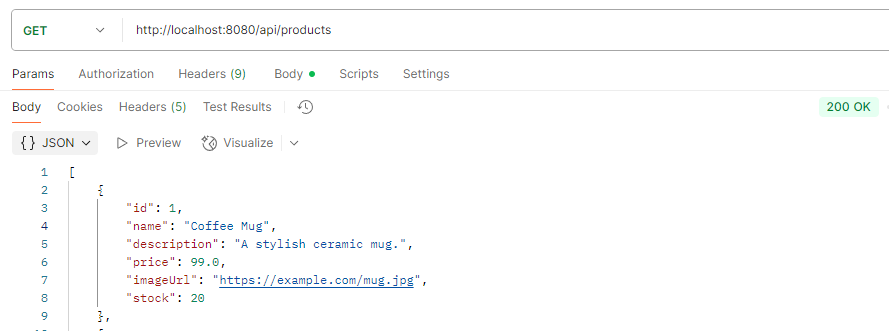 GET http://localhost:8080/api/products
Params Authorization Headers (9) Body Scripts Settings
Body Cookies Headers (5) Test Results 200 OK
{} JSON Preview Visualize
1 [
2 {
3 "id": 1,
4 "name": "Coffee Mug",
5 "description": "A stylish ceramic mug.",
6 "price": 99.0,
7 "imageUrl": "https://example.com/mug.jpg",
8 "stock": 20
9 },